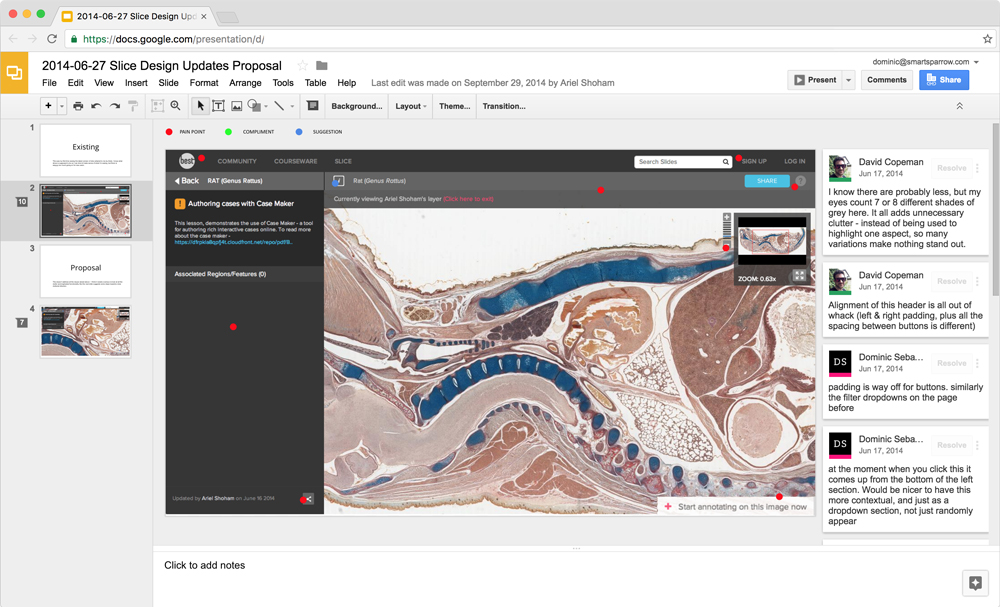 2014-06-27 Slice Design Upd
https://docs.google.com/presentation/d/
2014-06-27 Slice Design Updates Proposal
dominic@smartsparrow.com
File Edit View Insert Slide Format Arrange Tools Table Help Last edit was made on September 29, 2014 by Ariel Shoham
Present
Comments
Share
Background... Layout Theme... Transition...
1
Existing
2
10
3
Proposal
4
7
PAIN POINT COMPLIMENT SUGGESTION
best
COMMUNITY COURSEWARE SLICE
Search Slides
SIGN UP LOG IN
Back RAT (Genus Rattus)
Rat (Genus Rattus)
SHARE
?
Currently viewing Ariel Shoham's layer (Click here to exit)
Authoring cases with Case Maker
This lesson, demonstrates the use of Case Maker - a tool
for authoring rich interactive cases online. To read more
about the case maker -
Associated Regions/Features (0)
ZOOM: 0.63x
Updated by Ariel Shoham on June 16 2014
+ Start annotating on this image now
David Copeman
Jun 17, 2014
Resolve
I know there are probably less, but my
eyes count 7 or 8 different shades of
grey here. It all adds unnecessary
clutter - instead of being used to
highlight one aspect, so many
variations make nothing stand out.
David Copeman
Jun 17, 2014
Resolve
Alignment of this header is all out of
whack (left & right padding, plus all the
spacing between buttons is different)
DS
Dominic Seba...
Jun 17, 2014
Resolve
padding is way off for buttons. similarly
the filter dropdowns on the page
before
DS
Dominic Seba...
Jun 17, 2014
Resolve
at the moment when you click this it
comes up from the bottom of the left
section. Would be nicer to have this
more contextual, and just as a
dropdown section, not just randomly
appear
Click to add notes